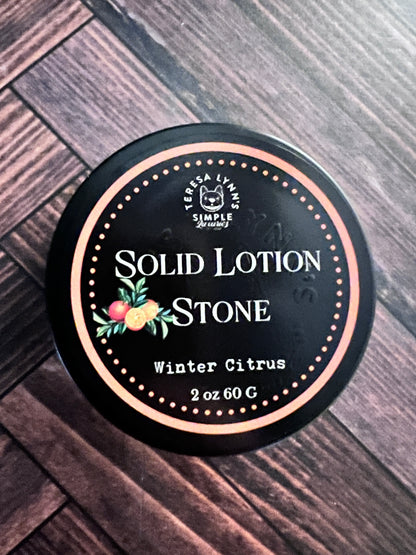 TERESA LYNN'S
SIMPLE
Luxuries
SOLID LOTION
STONE
Winter Citrus
2 oz 60 G